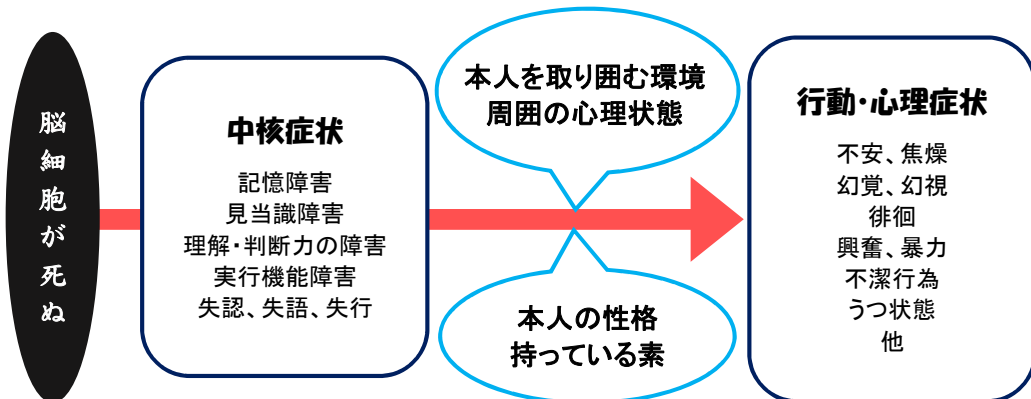 脳細胞が死ぬ
中核症状
記憶障害
見当識障害
理解・判断力の障害
実行機能障害
失認、失語、失行
本人を取り囲む環境
周囲の心理状態
本人の性格
持っている素
行動・心理症状
不安、焦燥
幻覚、幻視
徘徊
興奮、暴力
不潔行為
うつ状態
他